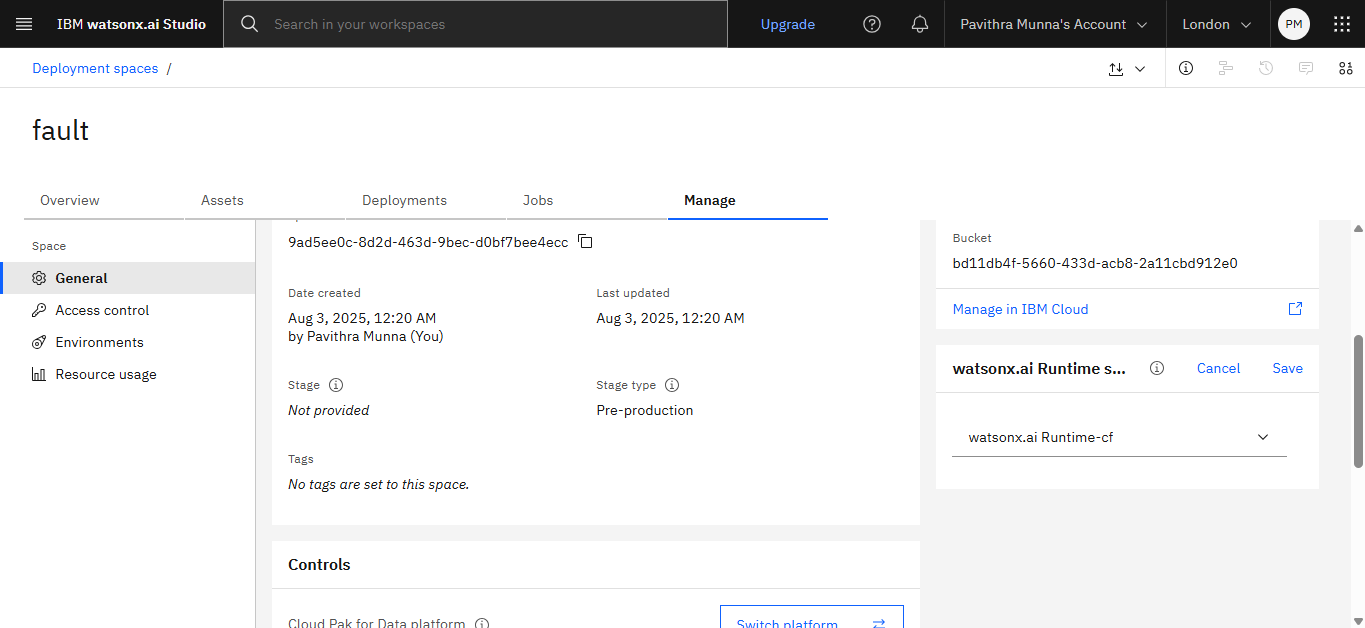 IBM watsonx.ai Studio
Search in your workspaces
Upgrade
Pavithra Munna's Account
London
PM
Deployment spaces /
fault
Overview
Assets
Deployments
Jobs
Manage
Space
General
Access control
Environments
Resource usage
9ad5ee0c-8d2d-463d-9bec-d0bf7bee4ecc
Date created
Aug 3, 2025, 12:20 AM
by Pavithra Munna (You)
Last updated
Aug 3, 2025, 12:20 AM
Stage
Not provided
Stage type
Pre-production
Tags
No tags are set to this space.
Controls
Cloud Pak for Data platform
Switch platform
Bucket
bd11db4f-5660-433d-acb8-2a11cbd912e0
Manage in IBM Cloud
watsonx.ai Runtime s...
Cancel
Save
watsonx.ai Runtime-cf